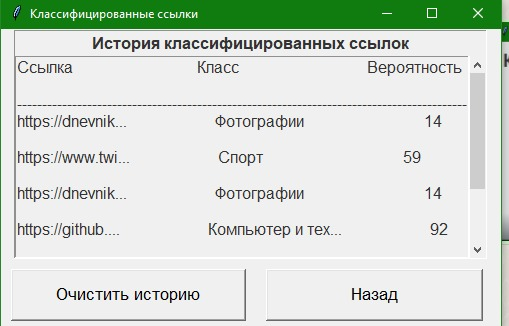 Классифицированные ссылки
История классифицированных ссылок
Ссылка Класс Вероятность
https://dnevnik... Фотографии 14
https://www.twi... Спорт 59
https://dnevnik... Фотографии 14
https://github.... Компьютер и тех... 92
Очистить историю Назад